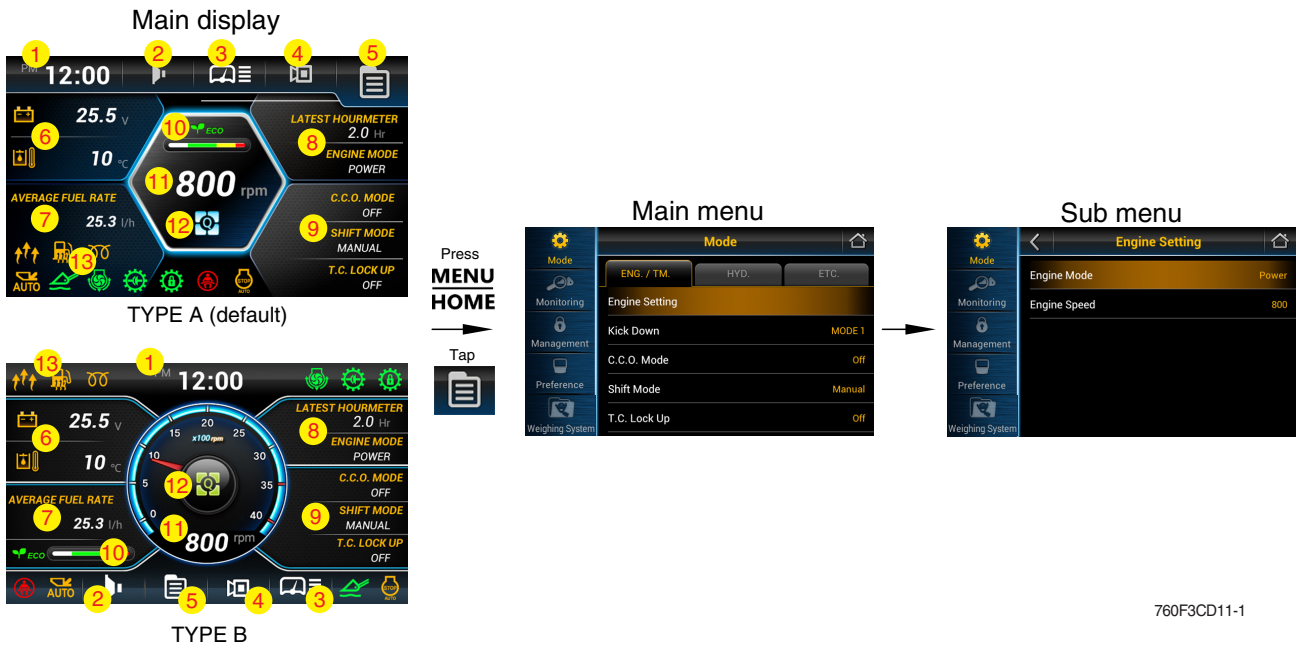 Main display
1
2
3
4
5
PM 12:00
25.5 V
6
10 °C
AVERAGE FUEL RATE
7
25.3 l/h
13
AUTO
10
ECO
11
800 rpm
12
Q
LATEST HOURMETER
2.0 Hr
8
ENGINE MODE
POWER
C.C.O. MODE
OFF
9
SHIFT MODE
MANUAL
T.C. LOCK UP
OFF
STOP
AUTO
TYPE A (default)
13
1
PM 12:00
25.5 V
6
10 °C
AVERAGE FUEL RATE
7
25.3 l/h
ECO
10
0
5
10
15
20
25
30
35
40
x100 rpm
12
Q
11
800 rpm
LATEST HOURMETER
2.0 Hr
8
ENGINE MODE
POWER
C.C.O. MODE
OFF
9
SHIFT MODE
MANUAL
T.C. LOCK UP
OFF
AUTO
2
5
4
3
STOP
AUTO
TYPE B
Press
MENU
HOME
Tap
Main menu
Mode
Monitoring
Management
Preference
Weighing System
Mode
ENG. / TM.
HYD.
ETC.
Engine Setting
Kick Down MODE 1
C.C.O. Mode Off
Shift Mode Manual
T.C. Lock Up Off
Sub menu
Mode
Monitoring
Management
Preference
Weighing System
Engine Setting
Engine Mode Power
Engine Speed 800
760F3CD11-1